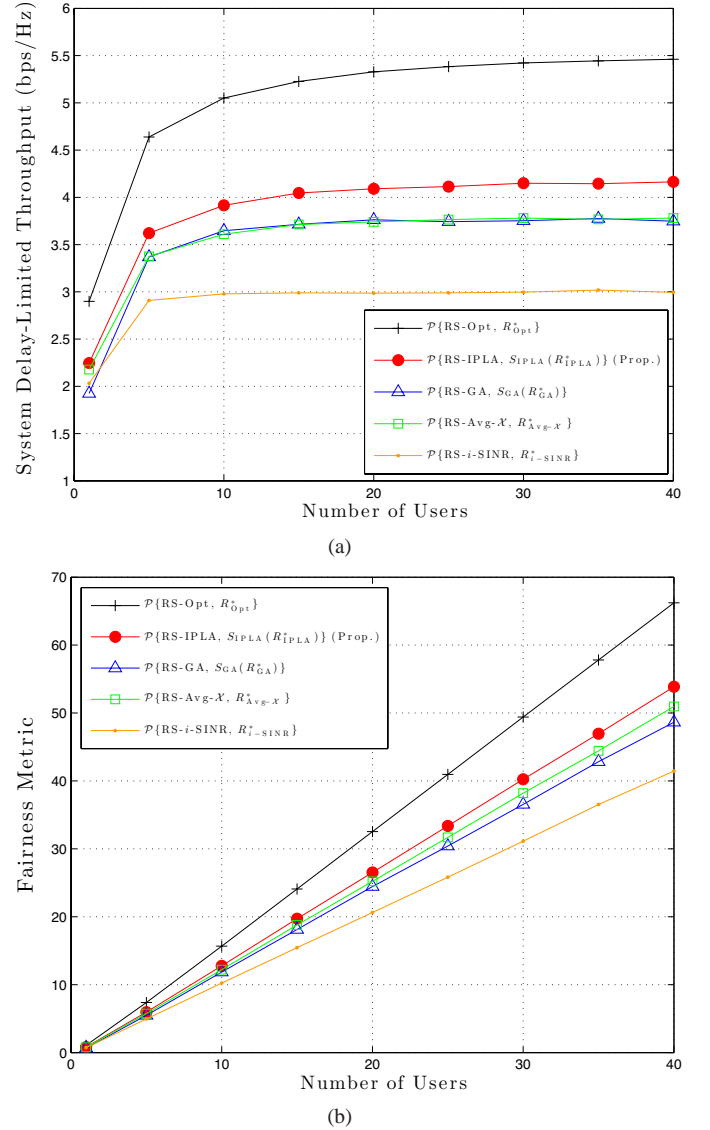 System Delay-Limited Throughput (bps/Hz)
6
5.5
5
4.5
4
3.5
3
2.5
2
1.5
1
𝒫{RS-Opt, R*Opt}
𝒫{RS-IPLA, SIPLA(R*IPLA)} (Prop.)
𝒫{RS-GA, SGA(R*GA)}
𝒫{RS-Avg-𝒳, R*Avg-𝒳}
𝒫{RS-i-SINR, R*i−SINR}
0 10 20 30 40
Number of Users
(a)
Fairness Metric
70
60
50
40
30
20
10
0
𝒫{RS-Opt, R*Opt}
𝒫{RS-IPLA, SIPLA(R*IPLA)} (Prop.)
𝒫{RS-GA, SGA(R*GA)}
𝒫{RS-Avg-𝒳, R*Avg-𝒳}
𝒫{RS-i-SINR, R*i−SINR}
10 20 30 40
Number of Users
(b)